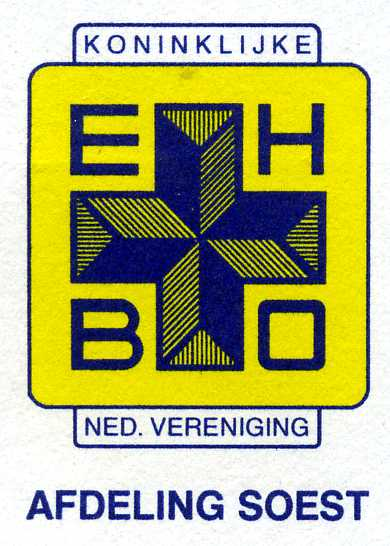 KONINKLIJKE
E H
B O
NED. VERENIGING
AFDELING SOEST